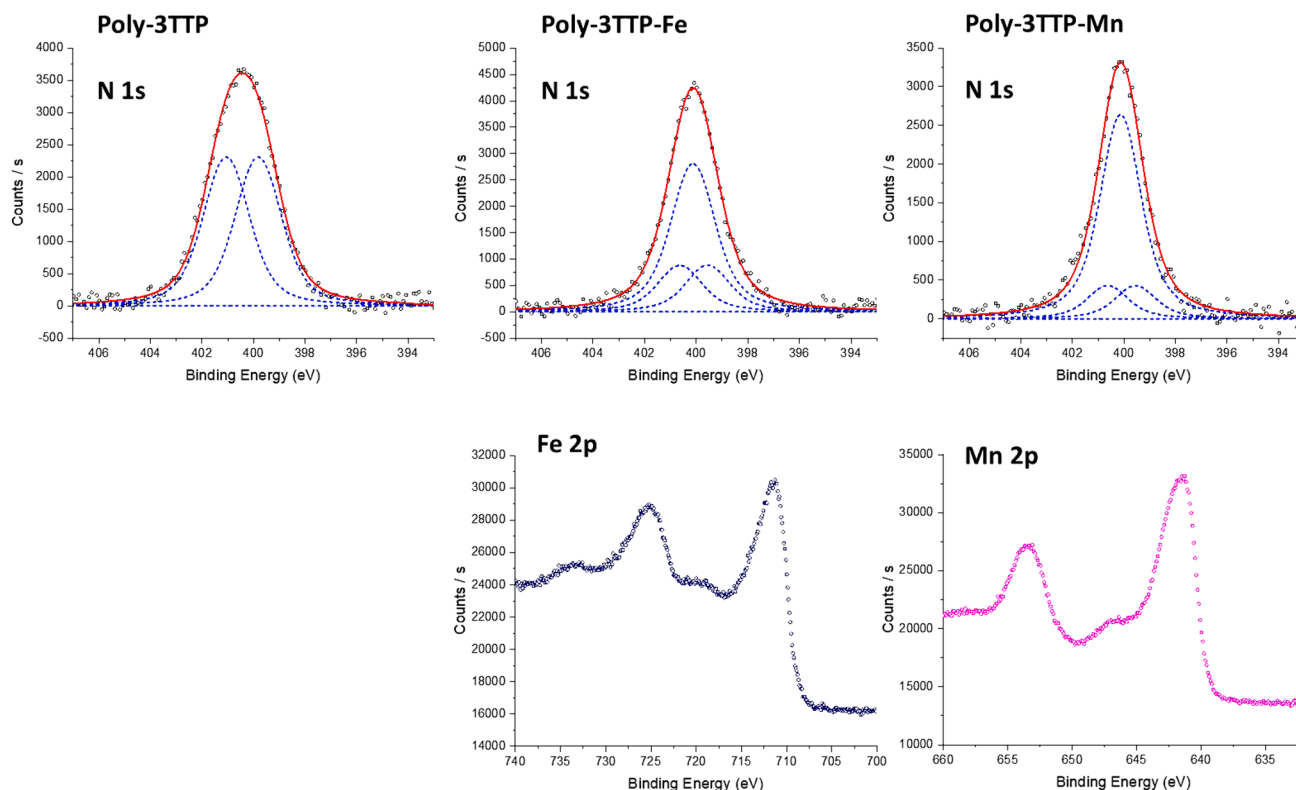 Poly-3TTP
N 1s
4000
3500
3000
2500
2000
1500
1000
500
0
-500
Counts / s
406 404 402 400 398 396 394
Binding Energy (eV)
Poly-3TTP-Fe
N 1s
5000
4500
4000
3500
3000
2500
2000
1500
1000
500
0
-500
Counts / s
406 404 402 400 398 396 394
Binding Energy (eV)
Poly-3TTP-Mn
N 1s
3500
3000
2500
2000
1500
1000
500
0
Counts / s
406 404 402 400 398 396 394
Binding Energy (eV)
Fe 2p
32000
30000
28000
26000
24000
22000
20000
18000
16000
14000
Counts / s
740 735 730 725 720 715 710 705 700
Binding Energy (eV)
Mn 2p
35000
30000
25000
20000
15000
10000
Counts / s
660 655 650 645 640 635
Binding Energy (eV)